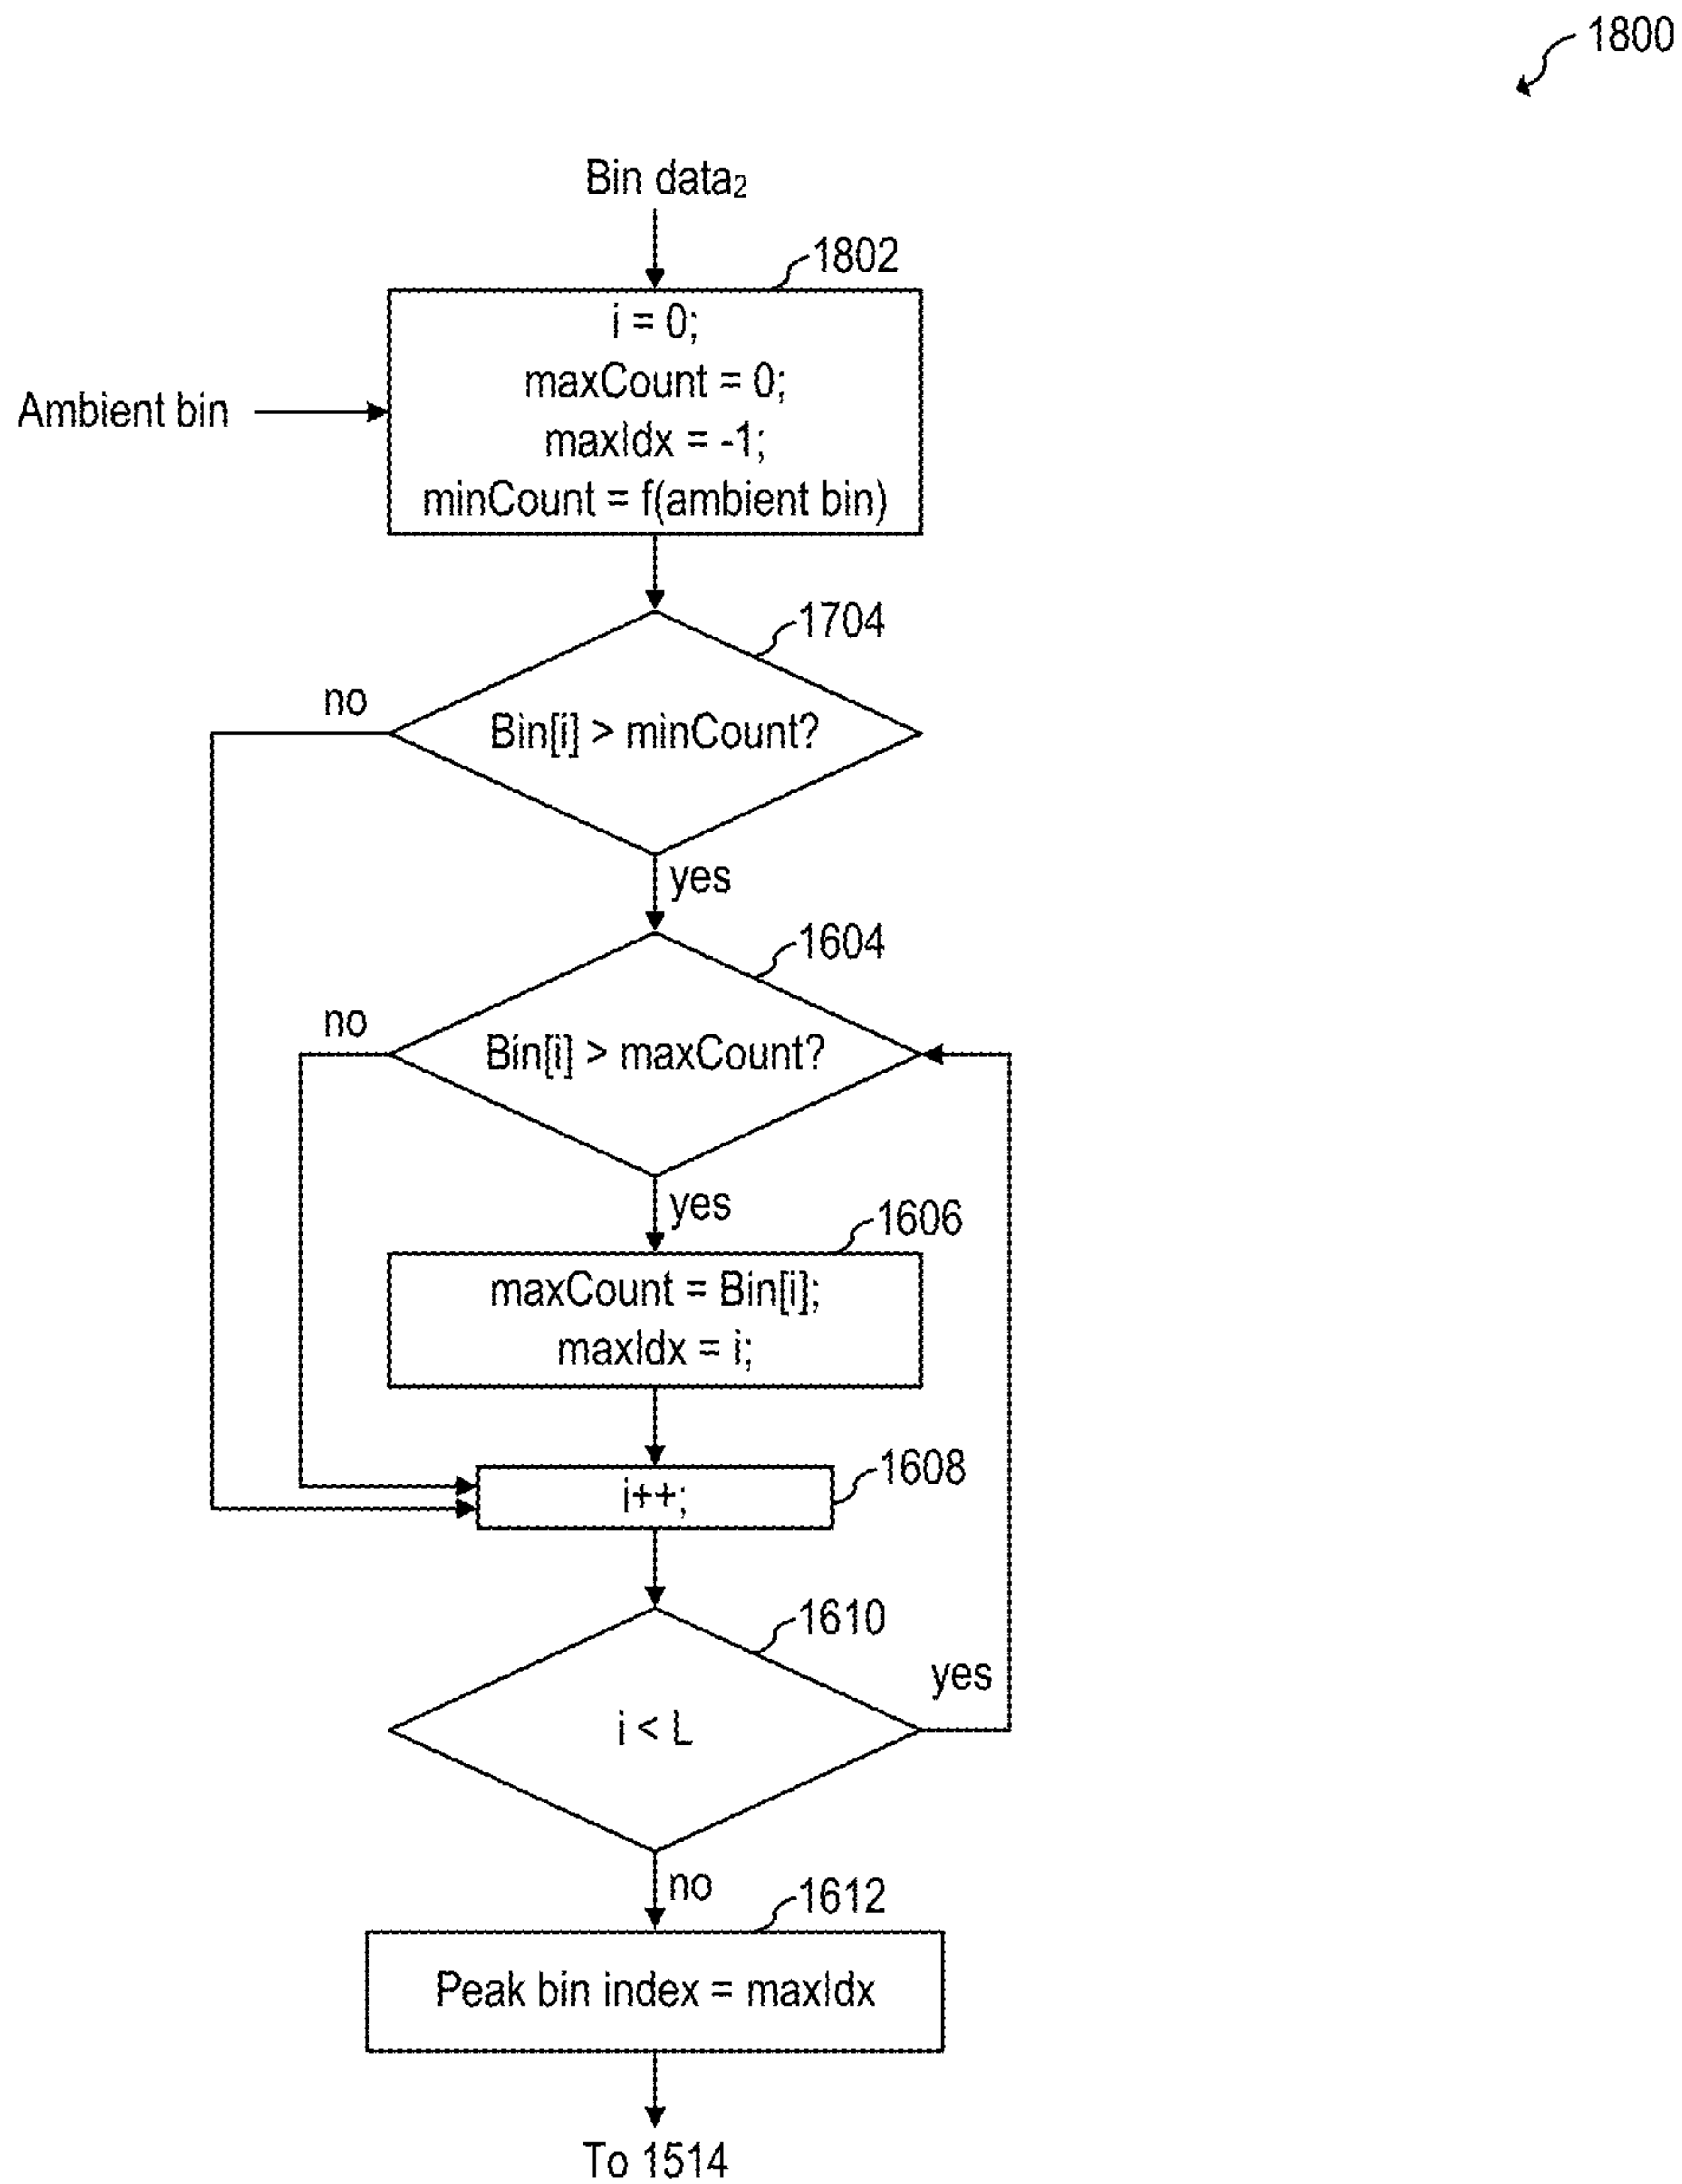 1800
Bin data₂
1802
i = 0;
maxCount = 0;
Ambient bin
maxIdx = -1;
minCount = f(ambient bin)
1704
no
Bin[i] > minCount?
yes
1604
no
Bin[i] > maxCount?
yes
1606
maxCount = Bin[i];
maxIdx = i;
1608
i++;
1610
yes
i < L
no
1612
Peak bin index = maxIdx
To 1514